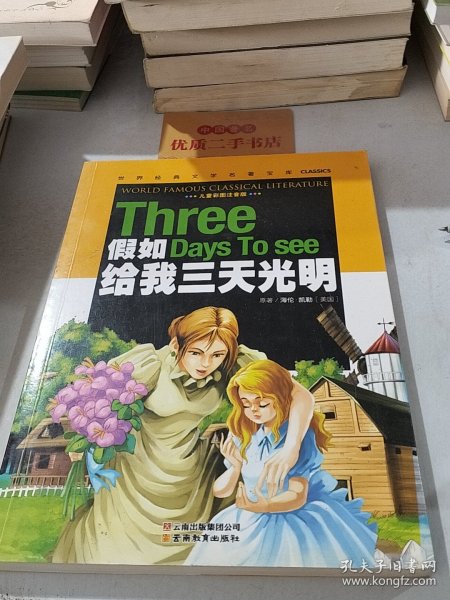 中国著名
优质二手书店
世界经典文学名著宝库 CLASSICS
WORLD FAMOUS CLASSICAL LITERATURE
儿童彩图注音版
Three
假如 Days To see
给我三天光明
原著/海伦 凯勒[美国]
云南出版集团公司
云南教育出版社
孔夫子旧书网
www.kongfz.com